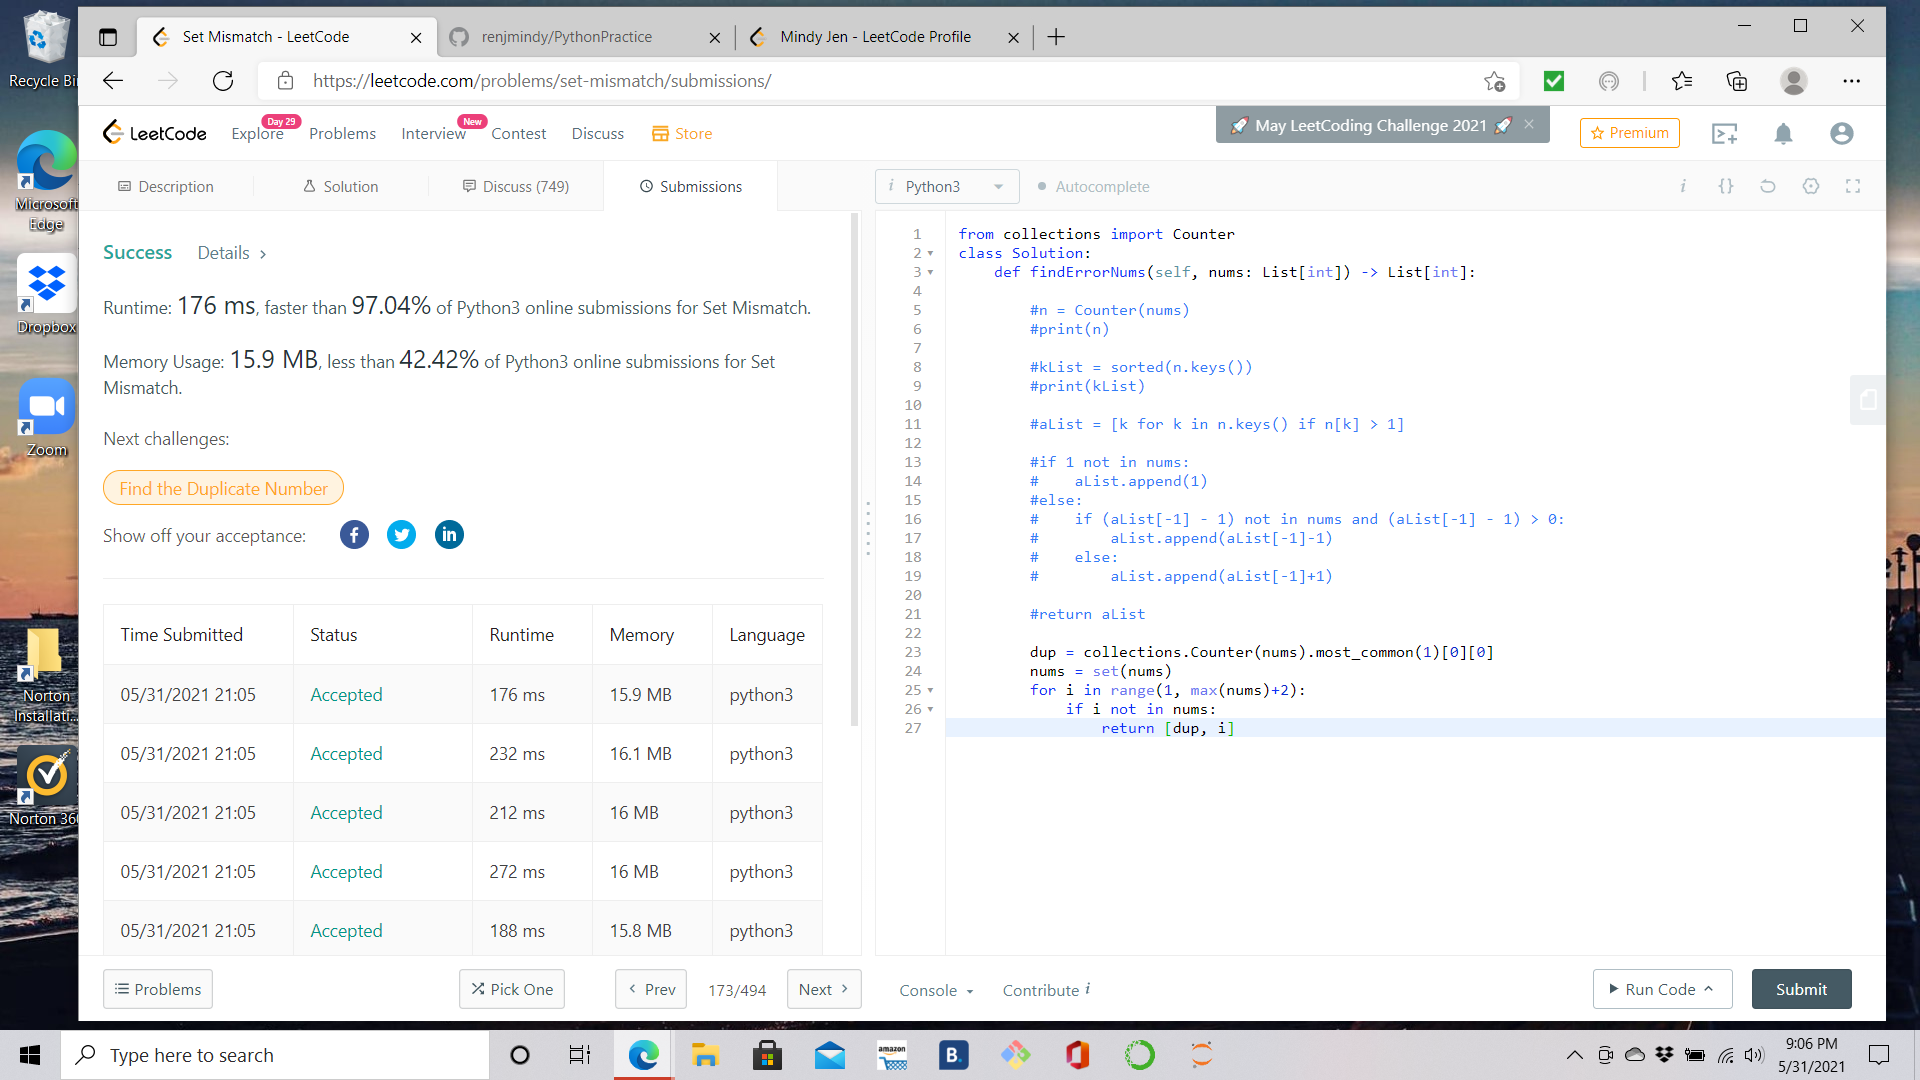 Recycle Bi
Microsoft
Edge
Dropbox
Zoom
Norton
Installati...
Norton 360
Set Mismatch - LeetCode
renjmindy/PythonPractice
Mindy Jen - LeetCode Profile
https://leetcode.com/problems/set-mismatch/submissions/
LeetCode
Explore
Day 29
Problems
Interview
New
Contest
Discuss
Store
🚀 May LeetCoding Challenge 2021 🚀
Premium
Description
Solution
Discuss (749)
Submissions
i Python3
Autocomplete
i
{}
Success Details >
Runtime: 176 ms, faster than 97.04% of Python3 online submissions for Set Mismatch.
Memory Usage: 15.9 MB, less than 42.42% of Python3 online submissions for Set
Mismatch.
Next challenges:
Find the Duplicate Number
Show off your acceptance:
f
in
Time Submitted Status Runtime Memory Language
05/31/2021 21:05 Accepted 176 ms 15.9 MB python3
05/31/2021 21:05 Accepted 232 ms 16.1 MB python3
05/31/2021 21:05 Accepted 212 ms 16 MB python3
05/31/2021 21:05 Accepted 272 ms 16 MB python3
05/31/2021 21:05 Accepted 188 ms 15.8 MB python3
1 from collections import Counter
2 class Solution:
3     def findErrorNums(self, nums: List[int]) -> List[int]:
4
5         #n = Counter(nums)
6         #print(n)
7
8         #kList = sorted(n.keys())
9         #print(kList)
10
11         #aList = [k for k in n.keys() if n[k] > 1]
12
13         #if 1 not in nums:
14         #    aList.append(1)
15         #else:
16         #    if (aList[-1] - 1) not in nums and (aList[-1] - 1) > 0:
17         #        aList.append(aList[-1]-1)
18         #    else:
19         #        aList.append(aList[-1]+1)
20
21         #return aList
22
23         dup = collections.Counter(nums).most_common(1)[0][0]
24         nums = set(nums)
25         for i in range(1, max(nums)+2):
26             if i not in nums:
27                 return [dup, i]
Problems
Pick One
< Prev
173/494
Next >
Console
Contribute i
Run Code
Submit
Type here to search
amazon
B.
9:06 PM
5/31/2021